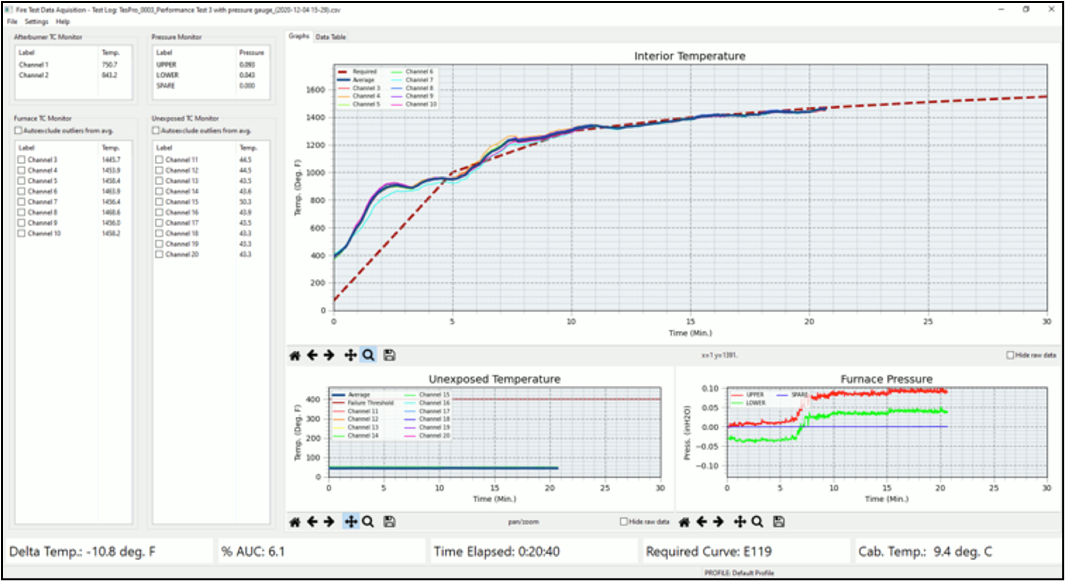 Fire Test Data Aquisition - Test Log: TasPro_0003_Performance Test 3 with pressure gauge_(2020-12-04 15-29).csv
File Settings Help
Afterburner TC Monitor
Label Temp.
Channel 1 750.7
Channel 2 843.2
Pressure Monitor
Label Pressure
UPPER 0.093
LOWER 0.043
SPARE 0.000
Furnace TC Monitor
Autoexclude outliers from avg.
Label Temp.
Channel 3 1445.7
Channel 4 1453.9
Channel 5 1450.4
Channel 6 1463.9
Channel 7 1456.4
Channel 8 1468.6
Channel 9 1456.0
Channel 10 1458.2
Unexposed TC Monitor
Autoexclude outliers from avg.
Label Temp.
Channel 11 44.5
Channel 12 44.5
Channel 13 43.5
Channel 14 43.6
Channel 15 50.3
Channel 16 43.9
Channel 17 43.5
Channel 18 43.3
Channel 19 43.3
Channel 20 43.3
Graphs Data Table
Interior Temperature
Required
Average
Channel 3
Channel 4
Channel 5
Channel 6
Channel 7
Channel 8
Channel 9
Channel 10
Temp. (Deg. F)
1600
1400
1200
1000
800
600
400
200
0
0 5 10 15 20 25 30
Time (Min.)
x=1 y=1391.
Hide raw data
Unexposed Temperature
Average
Failure Threshold
Channel 11
Channel 12
Channel 13
Channel 14
Channel 15
Channel 16
Channel 17
Channel 18
Channel 19
Channel 20
Temp. (Deg. F)
400
300
200
100
0
0 5 10 15 20 25 30
Time (Min.)
pan/zoom
Hide raw data
Furnace Pressure
UPPER
LOWER
SPARE
Press. (inH2O)
0.10
0.05
0.00
−0.05
−0.10
0 5 10 15 20 25 30
Time (Min.)
Delta Temp.: -10.8 deg. F
% AUC: 6.1
Time Elapsed: 0:20:40
Required Curve: E119
Cab. Temp.: 9.4 deg. C
PROFILE: Default Profile